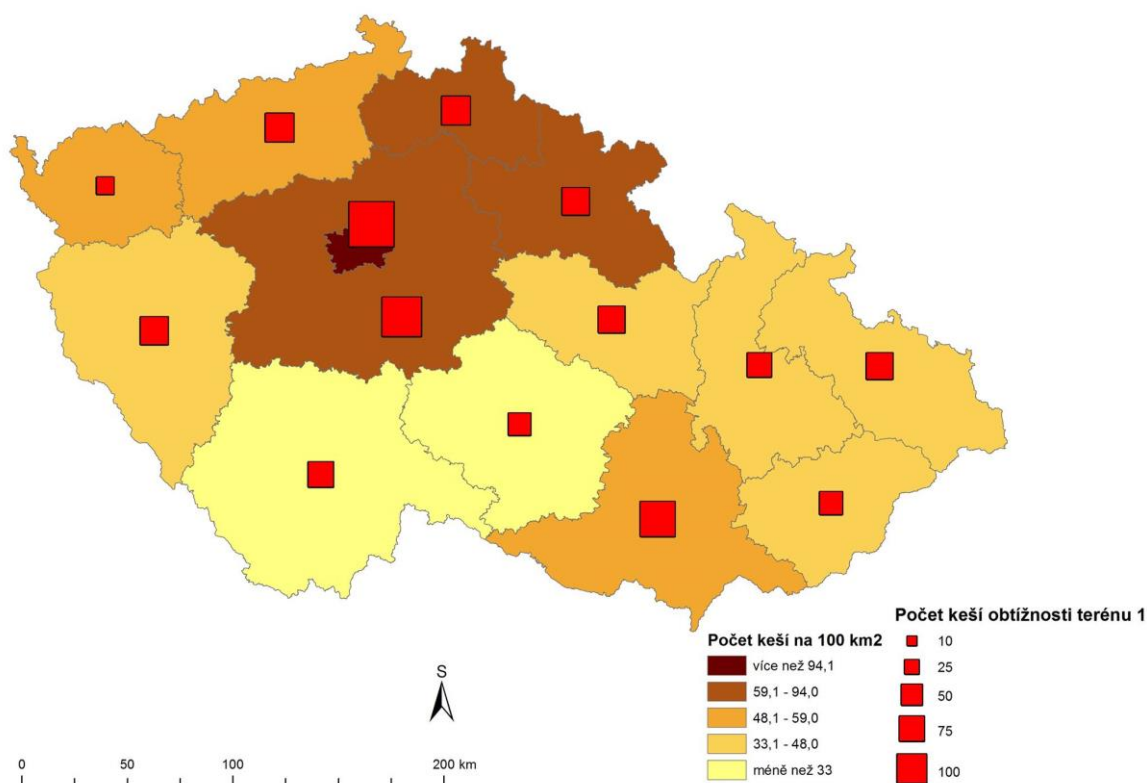 Počet keší na 100 km2
více než 94,1
59,1 - 94,0
48,1 - 59,0
33,1 - 48,0
méně než 33
Počet keší obtížnosti terénu 1
10
25
50
75
100
S
0 50 100 200 km